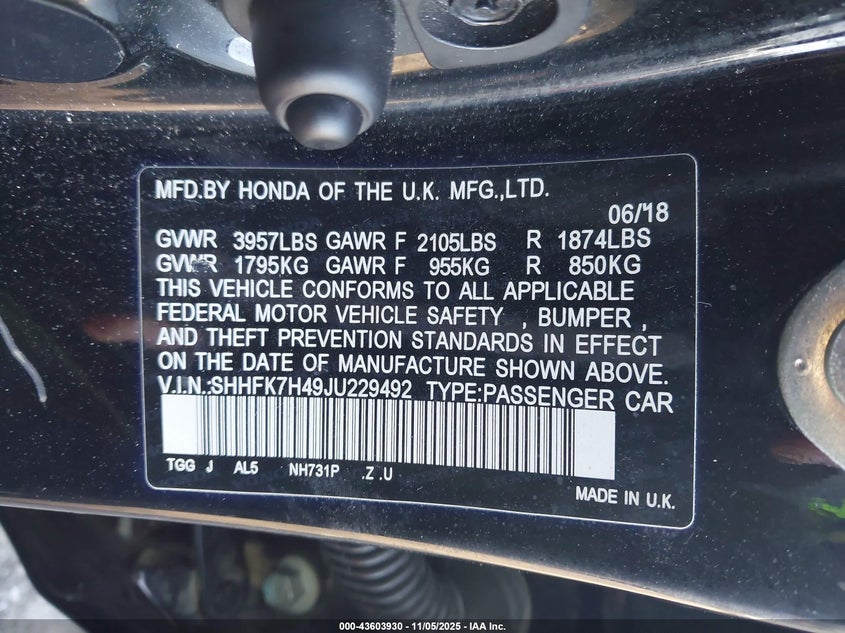 MFD.BY HONDA OF THE U.K. MFG.,LTD.
06/'18
GVWR 3957LBS GAWR F 2105LBS R 1874LBS
GVWR 1795KG GAWR F 955KG R 850KG
THIS VEHICLE CONFORMS TO ALL APPLICABLE
FEDERAL MOTOR VEHICLE SAFETY , BUMPER ,
AND THEFT PREVENTION STANDARDS IN EFFECT
ON THE DATE OF MANUFACTURE SHOWN ABOVE.
V.I.N.:SHHFK7H49JU229492 TYPE:PASSENGER CAR
TGG J AL5 NH731P .Z .U
MADE IN U.K.
000-43603930 - 11/05/2025 - IAA Inc.